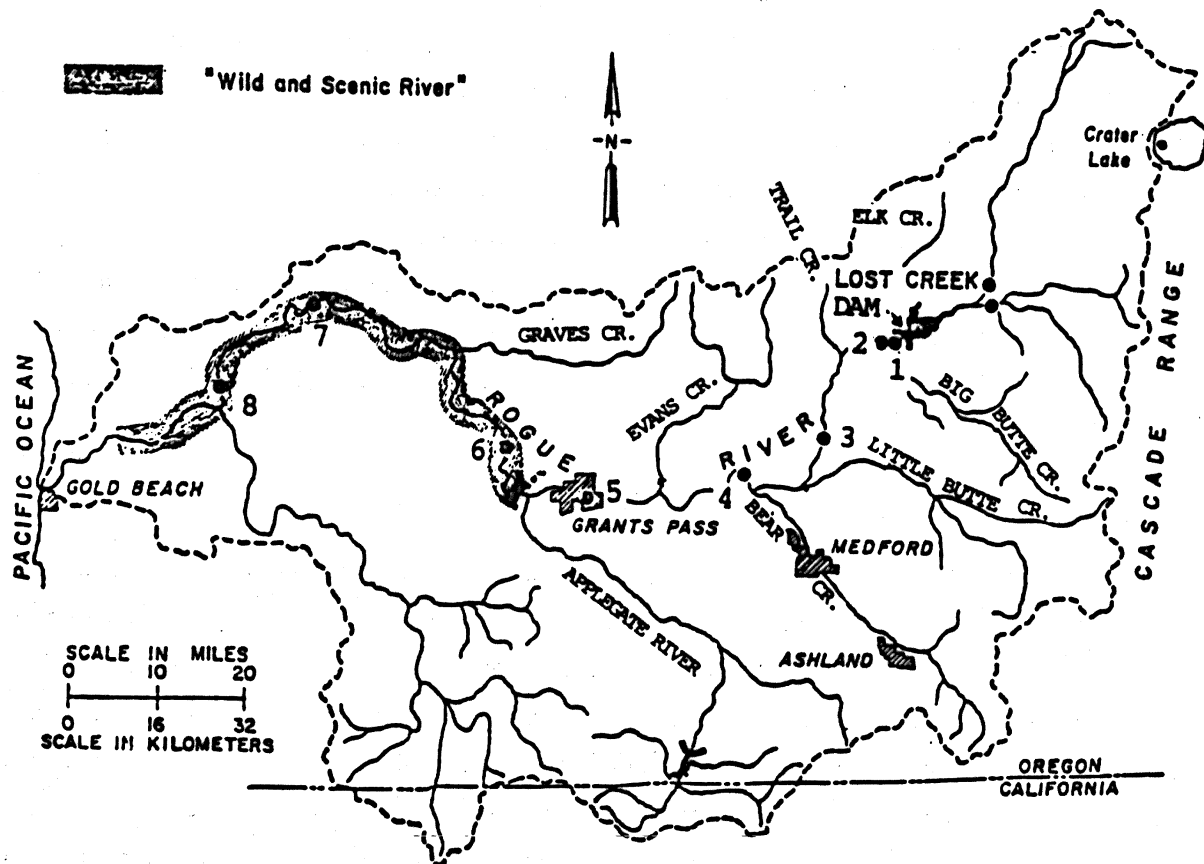 "Wild and Scenic River"
-N-
Crater
Lake
TRAIL CR.
ELK CR.
LOST CREEK
DAM
CASCADE RANGE
GRAVES CR.
7
2
1
BIG BUTTE CR.
8
ROGUE
EVANS CR.
RIVER
3
LITTLE BUTTE CR.
6
5
4
GOLD BEACH
PACIFIC OCEAN
GRANTS PASS
BEAR
CR.
MEDFORD
APPLEGATE RIVER
ASHLAND
SCALE IN MILES
0 10 20
0 16 32
SCALE IN KILOMETERS
OREGON
CALIFORNIA